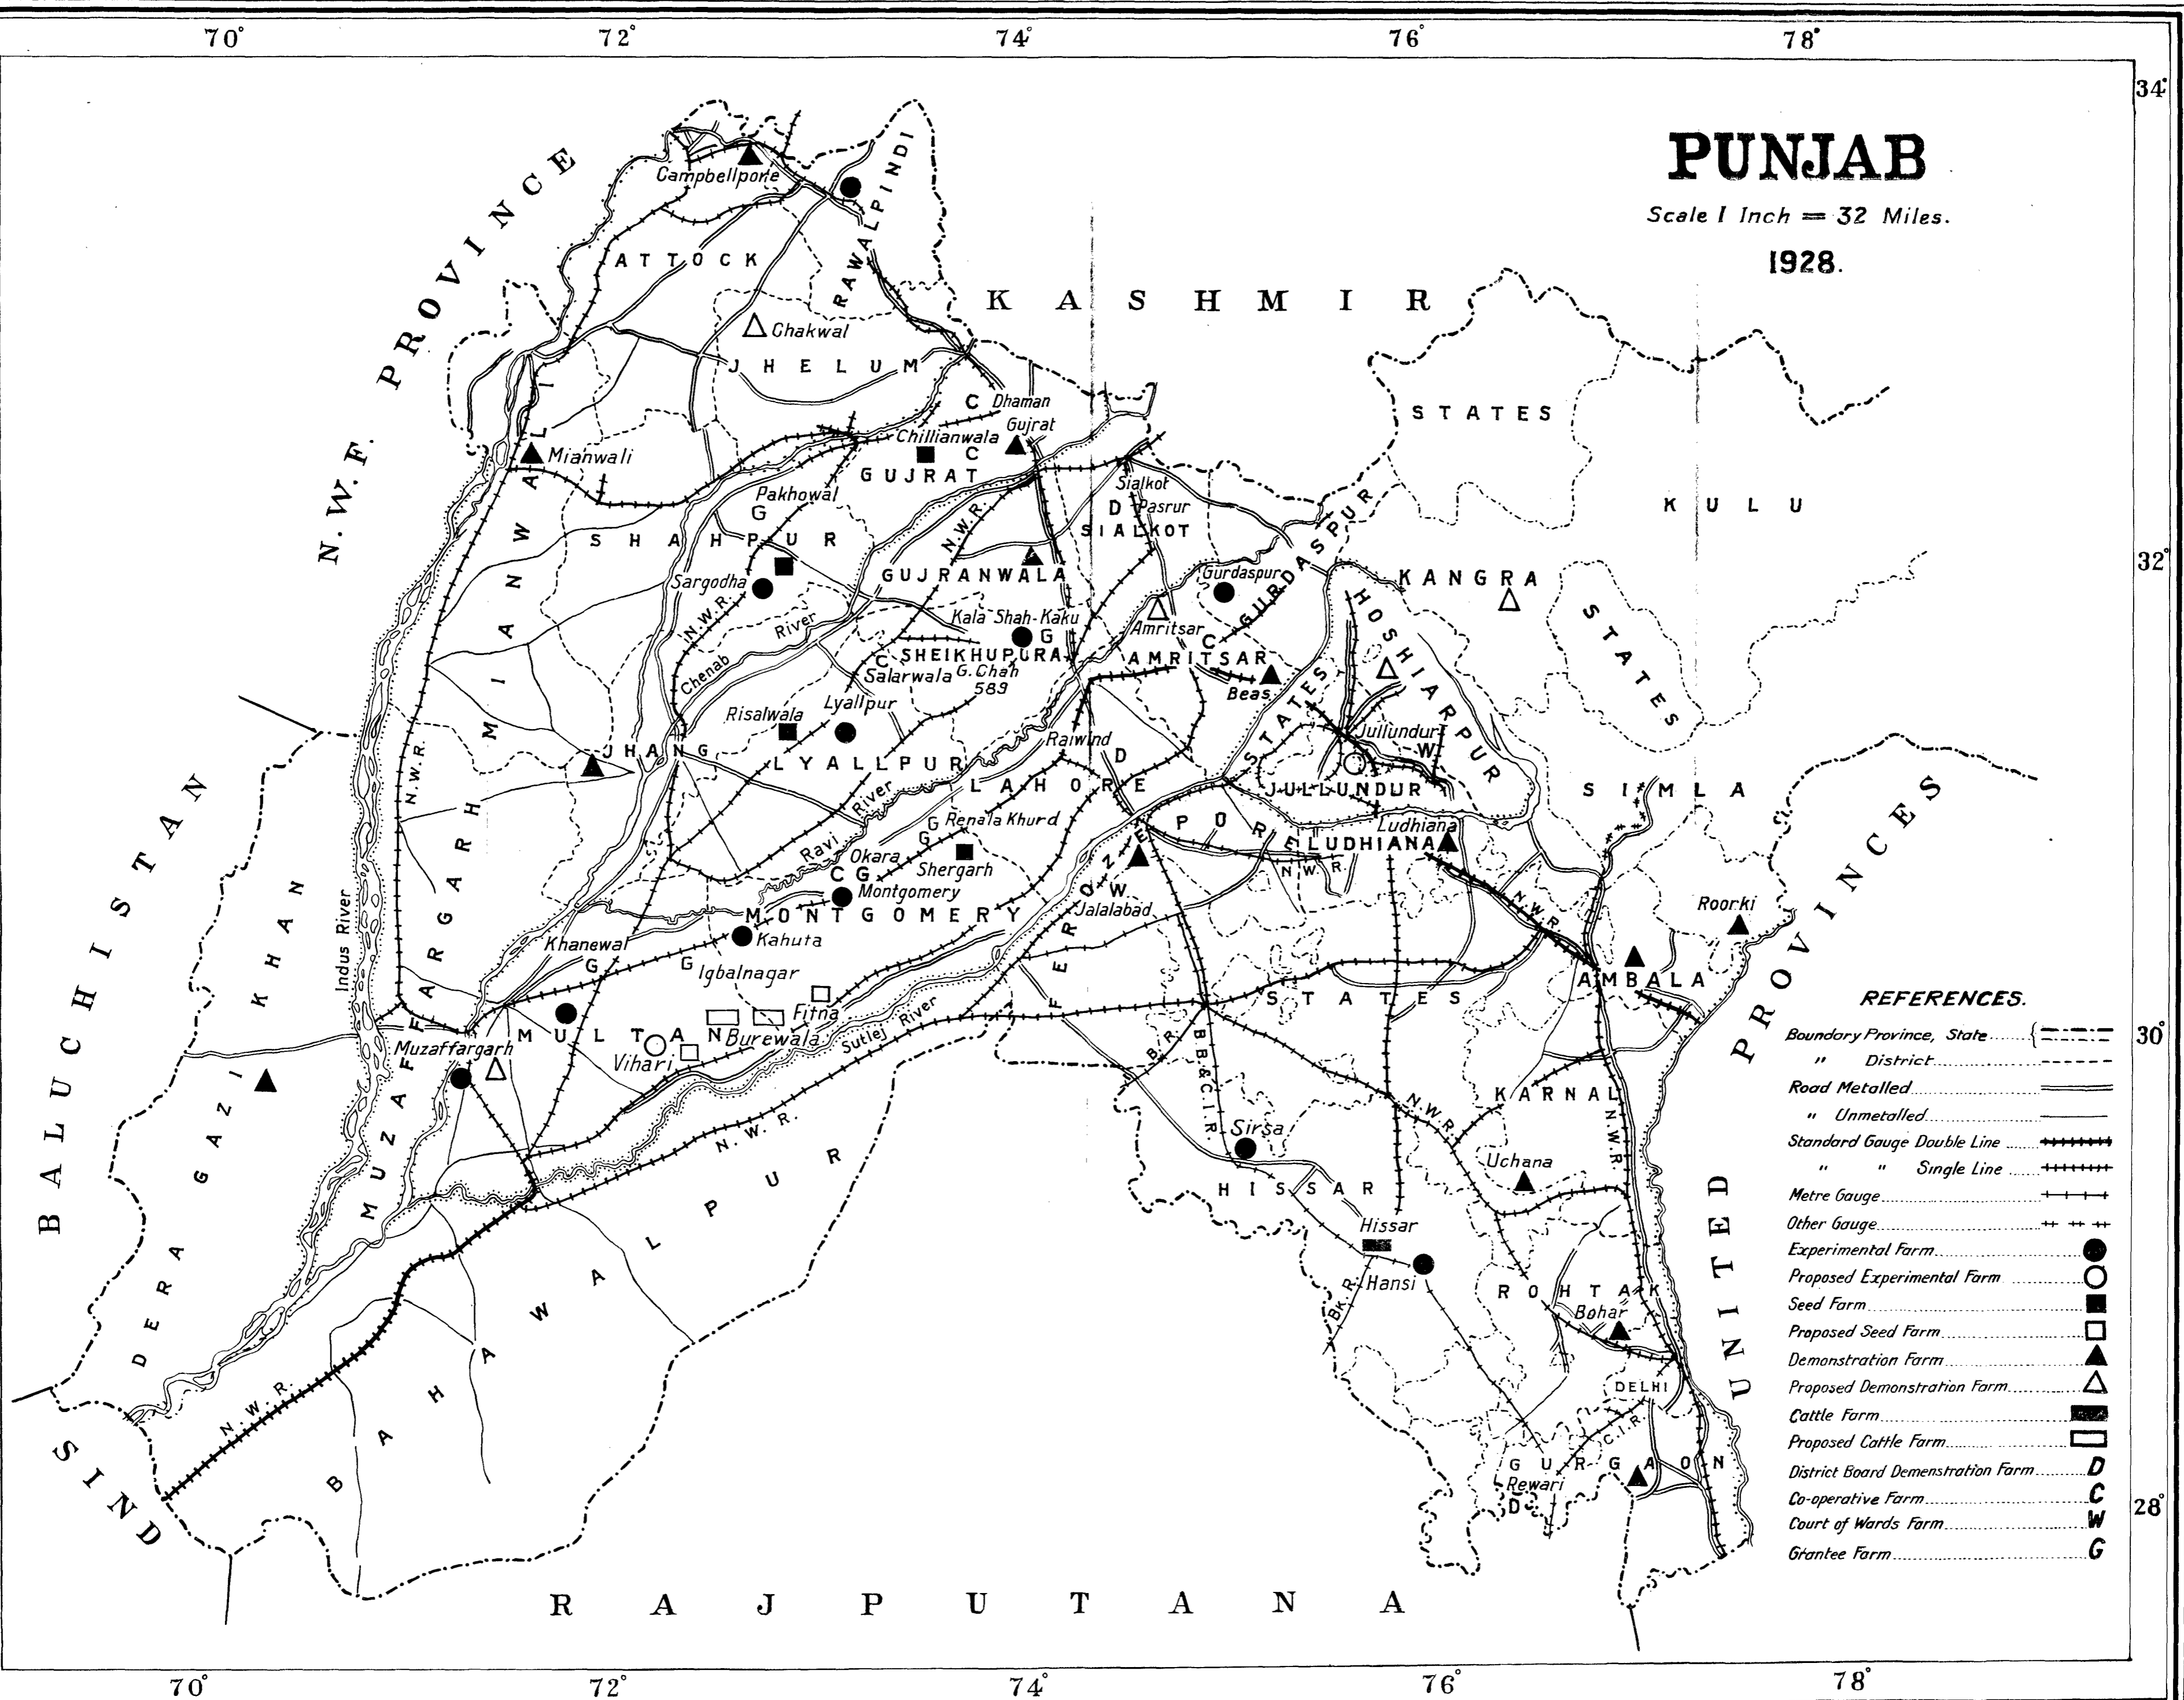 70° 72° 74° 76° 78°
34°
PUNJAB
Scale 1 Inch = 32 Miles.
1928.
N.W.F. PROVINCE
KASHMIR
Campbellpore
RAWALPINDI
ATTOCK
Chakwal
JHELUM
C Dhaman
Gujrat
Chillianwala
C
GUJRAT
Mianwali
MIANWALI
STATES
KULU
Pakhowal
G
SHAHPUR
N.W.R.
Sialkot
D Pasrur
SIALKOT
32°
Sargodha
N.W.R.
GUJRANWALA
Gurdaspur
GURDASPUR
KANGRA
HOSHIARPUR
STATES
River
Chenab
Kala Shah-Kaku
G
Amritsar
C
SHEIKHUPURA
C
Salarwala
G. Chah
589
AMRITSAR
Beas
STATES
Risalwala
Lyallpur
JHANG
LYALLPUR
Raiwind
D
LAHORE
Jullundur
W
JULLUNDUR
SIMLA
N.W.R.
Ravi River
G Renala Khurd
G
Okara
C G
Shergarh
Montgomery
MONTGOMERY
FEROZEPORE
Ludhiana
LUDHIANA
N.W.R.
W
Jalalabad
N.W.R.
Roorki
AMBALA
BALUCHISTAN
DERA GAZI KHAN
Indus River
MUZAFFARGARH
Khanewal
G
Kahuta
G Iqbalnagar
Fitna
MULTAN
Burewala
Vihari
Muzaffargarh
Sutlej River
STATES
UNITED PROVINCES
30°
B.R.
B.B.&C.I.R.
KARNAL
N.W.R.
N.W.R.
Sirsa
Uchana
HISSAR
Hissar
Hansi
BK.R.
ROHTAK
Bohar
DELHI
G.I.R.
GURGAON
Rewari
D
N.W.R.
BAHAWALPUR
N.W.R.
SIND
RAJPUTANA
REFERENCES.
Boundary Province, State
" District
Road Metalled
" Unmetalled
Standard Gauge Double Line
" " Single Line
Metre Gauge
Other Gauge
Experimental Farm
Proposed Experimental Farm
Seed Farm
Proposed Seed Farm
Demonstration Farm
Proposed Demonstration Farm
Cattle Farm
Proposed Cattle Farm
District Board Demenstration Farm D
Co-operative Farm C
Court of Wards Farm W
Grantee Farm G
28°
70° 72° 74° 76° 78°